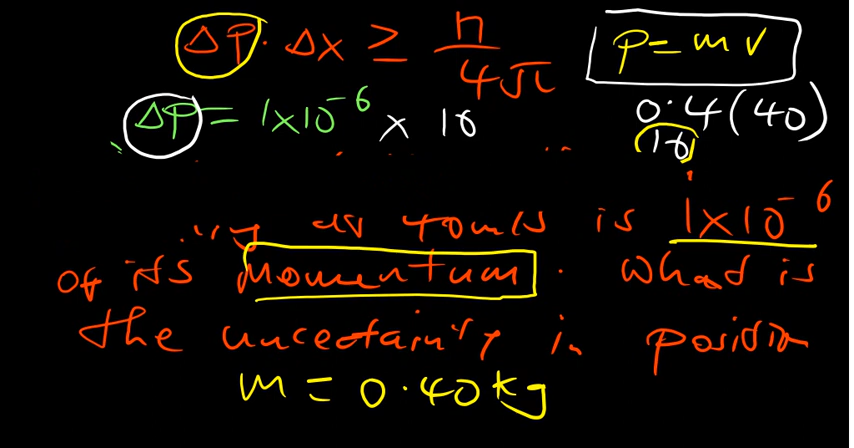 ΔP · Δx ≥ h / 4π
P = mv
ΔP = 1×10⁻⁶ × 16
0.4(40)
16
is 1×10⁻⁶
of its momentum. What is
the uncetainty in position
m = 0.40kg